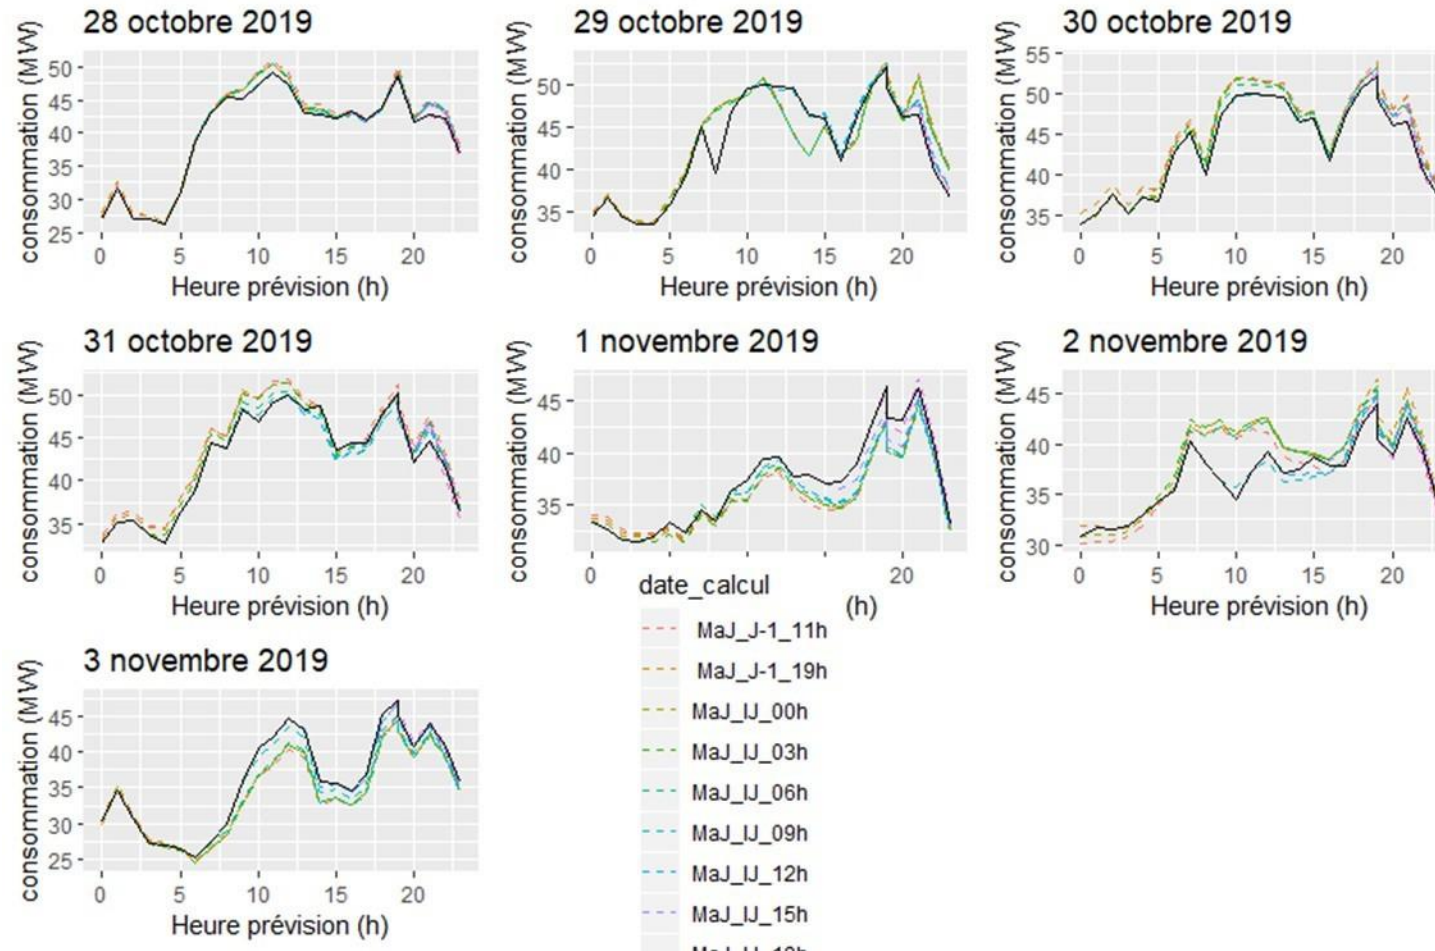 28 octobre 2019
consommation (MW)
50
45
40
35
30
25
0 5 10 15 20
Heure prévision (h)
29 octobre 2019
consommation (MW)
50
45
40
35
0 5 10 15 20
Heure prévision (h)
30 octobre 2019
consommation (MW)
55
50
45
40
35
0 5 10 15 20
Heure prévision (h)
31 octobre 2019
consommation (MW)
50
45
40
35
0 5 10 15 20
Heure prévision (h)
1 novembre 2019
consommation (MW)
45
40
35
0 20
(h)
2 novembre 2019
consommation (MW)
45
40
35
30
0 5 10 15 20
Heure prévision (h)
3 novembre 2019
consommation (MW)
45
40
35
30
25
0 5 10 15 20
Heure prévision (h)
date_calcul
MaJ_J-1_11h
MaJ_J-1_19h
MaJ_IJ_00h
MaJ_IJ_03h
MaJ_IJ_06h
MaJ_IJ_09h
MaJ_IJ_12h
MaJ_IJ_15h